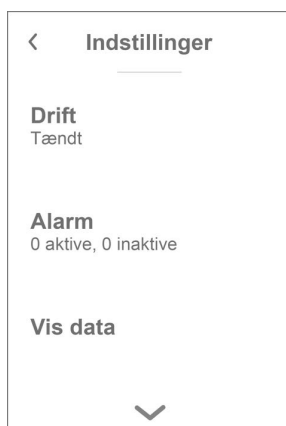 Indstillinger
Drift
Tændt
Alarm
0 aktive, 0 inaktive
Vis data